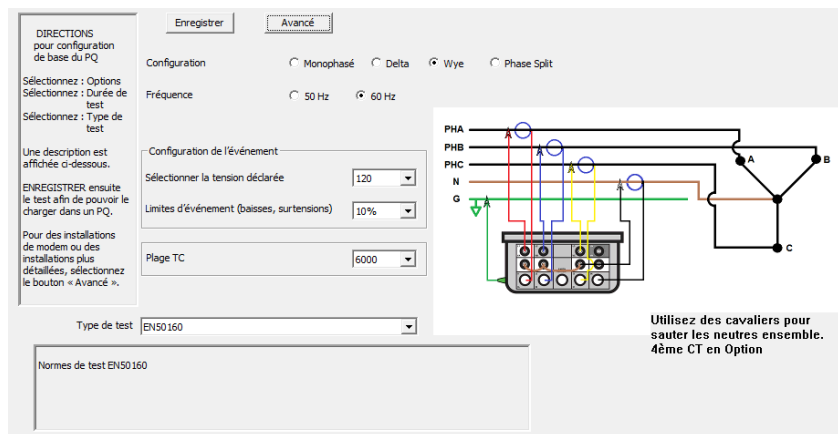 DIRECTIONS
pour configuration
de base du PQ
Sélectionnez : Options
Sélectionnez : Durée de
test
Sélectionnez : Type de
test
Une description est
affichée ci-dessous.
ENREGISTRER ensuite
le test afin de pouvoir le
charger dans un PQ.
Pour des installations
de modem ou des
installations plus
détaillées, sélectionnez
le bouton « Avancé ».
Enregistrer Avancé
Configuration Monophasé Delta Wye Phase Split
Fréquence 50 Hz 60 Hz
Configuration de l'événement
Sélectionner la tension déclarée 120
Limites d'événement (baisses, surtensions) 10%
Plage TC 6000
PHA
PHB
PHC
N
G
A
B
C
Utilisez des cavaliers pour
sauter les neutres ensemble.
4ème CT en Option
Type de test EN50160
Normes de test EN50160